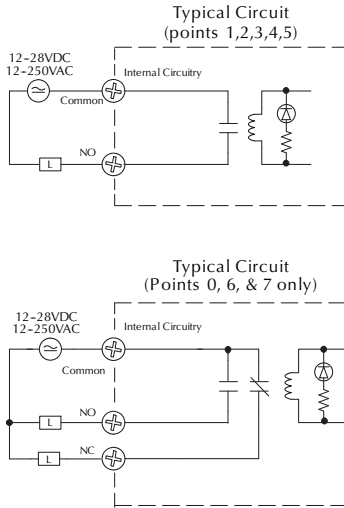 Typical Circuit
(points 1,2,3,4,5)
12-28VDC
12-250VAC
Internal Circuitry
Common
NO
L
Typical Circuit
(Points 0, 6, & 7 only)
12-28VDC
12-250VAC
Internal Circuitry
Common
NO
L
NC
L